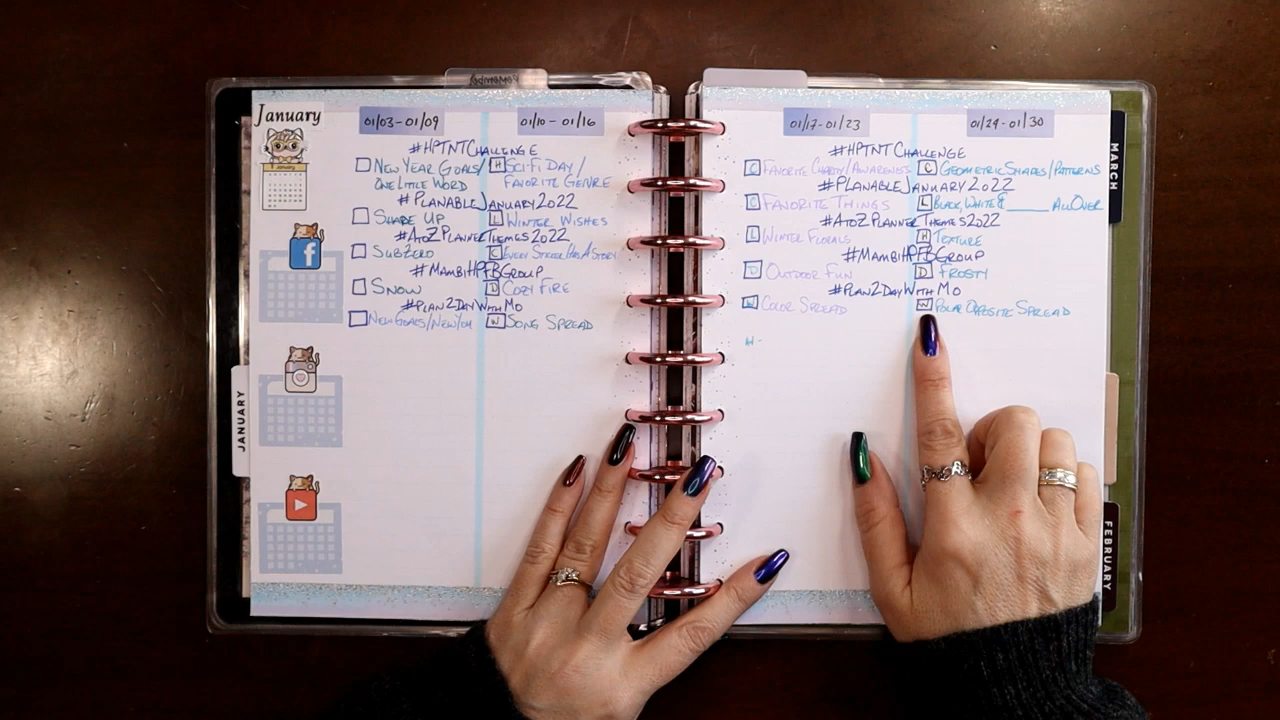 January
01/03-01/09
01/10-01/16
#HPTNTChallenge
New Year Goals/
One Little Word
H Sci-Fi Day/
Favorite Genre
#PlanableJanuary2022
Shade Up
L Winter Wishes
#AtoZPlannerThemes2022
SubZero
C Every Sticker Has A Story
#MambiHPFBGroup
Snow
D Cozy Fire
#Plan2DayWithMo
New Goals/New You
W Song Spread
JANUARY
01/17-01/23
01/24-01/30
#HPTNTChallenge
C Favorite Charity/Awareness
C Geometric Shapes/Patterns
#PlanableJanuary2022
C Favorite Things
L Black, White & ____ All Over
#AtoZPlannerThemes2022
L Winter Florals
H Texture
#MambiHPFBGroup
D Outdoor Fun
D Frosty
#Plan2DayWithMo
W Color Spread
W Polar Opposite Spread
H-
MARCH
FEBRUARY